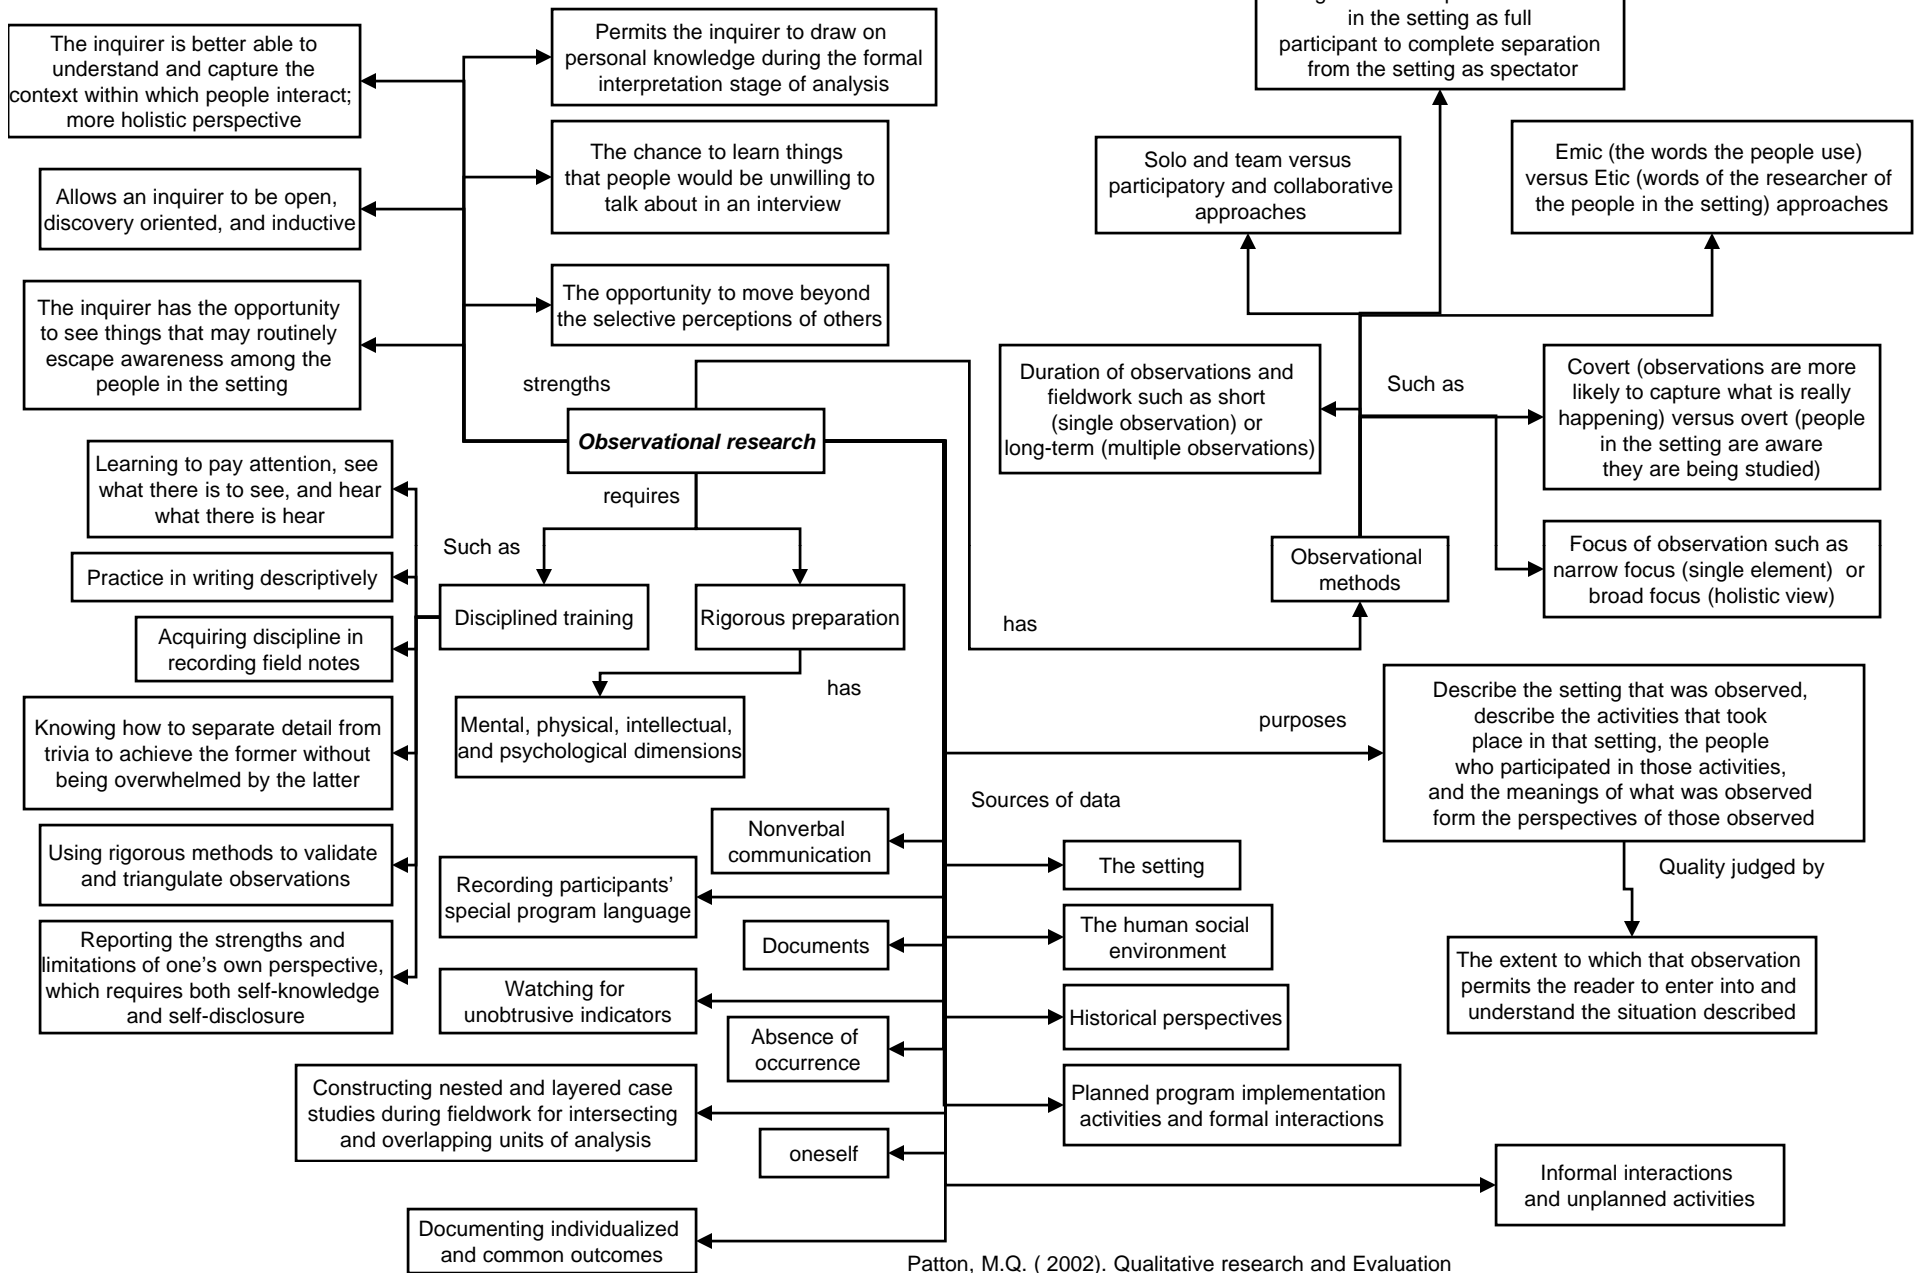 The inquirer is better able to
understand and capture the
context within which people interact;
more holistic perspective
Permits the inquirer to draw on
personal knowledge during the formal
interpretation stage of analysis
in the setting as full
participant to complete separation
from the setting as spectator
Allows an inquirer to be open,
discovery oriented, and inductive
The chance to learn things
that people would be unwilling to
talk about in an interview
Solo and team versus
participatory and collaborative
approaches
Emic (the words the people use)
versus Etic (words of the researcher of
the people in the setting) approaches
The inquirer has the opportunity
to see things that may routinely
escape awareness among the
people in the setting
The opportunity to move beyond
the selective perceptions of others
strengths
Observational research
Duration of observations and
fieldwork such as short
(single observation) or
long-term (multiple observations)
Such as
Covert (observations are more
likely to capture what is really
happening) versus overt (people
in the setting are aware
they are being studied)
Learning to pay attention, see
what there is to see, and hear
what there is hear
requires
Such as
Practice in writing descriptively
Disciplined training
Rigorous preparation
Observational
methods
Focus of observation such as
narrow focus (single element) or
broad focus (holistic view)
Acquiring discipline in
recording field notes
has
has
Knowing how to separate detail from
trivia to achieve the former without
being overwhelmed by the latter
Mental, physical, intellectual,
and psychological dimensions
purposes
Describe the setting that was observed,
describe the activities that took
place in that setting, the people
who participated in those activities,
and the meanings of what was observed
form the perspectives of those observed
Sources of data
Using rigorous methods to validate
and triangulate observations
Nonverbal
communication
The setting
Quality judged by
Recording participants’
special program language
Reporting the strengths and
limitations of one’s own perspective,
which requires both self-knowledge
and self-disclosure
Documents
The human social
environment
The extent to which that observation
permits the reader to enter into and
understand the situation described
Watching for
unobtrusive indicators
Historical perspectives
Absence of
occurrence
Constructing nested and layered case
studies during fieldwork for intersecting
and overlapping units of analysis
Planned program implementation
activities and formal interactions
oneself
Informal interactions
and unplanned activities
Documenting individualized
and common outcomes
Patton, M.Q. ( 2002). Qualitative research and Evaluation